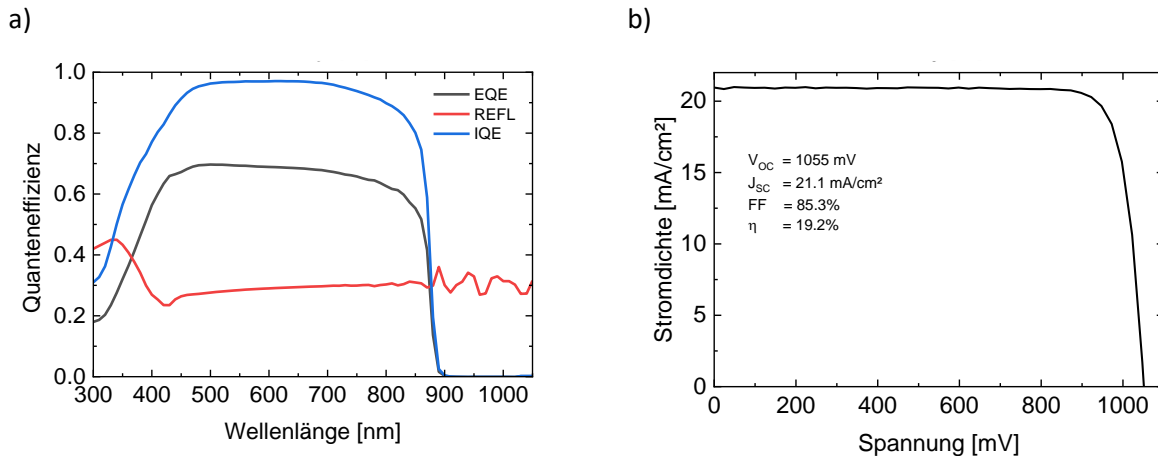 a)
b)
1.0
0.8
0.6
0.4
0.2
0.0
Quanteneffizienz
EQE
REFL
IQE
300 400 500 600 700 800 900 1000
Wellenlänge [nm]
20
15
10
5
0
Stromdichte [mA/cm²]
V_OC = 1055 mV
J_SC = 21.1 mA/cm²
FF = 85.3%
η = 19.2%
0 200 400 600 800 1000
Spannung [mV]